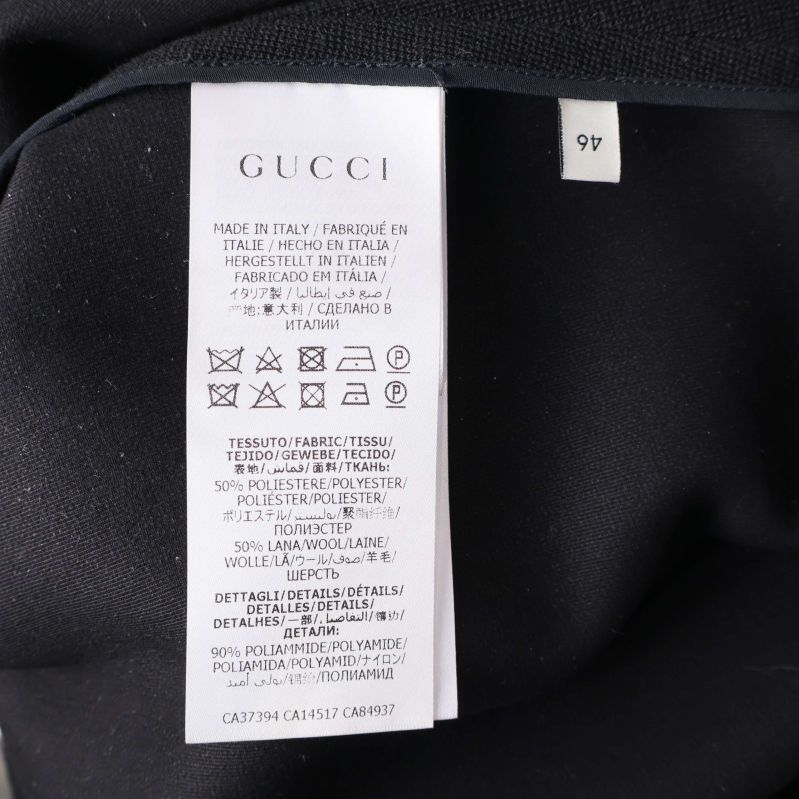 GUCCI
MADE IN ITALY / FABRIQUÉ EN
ITALIE / HECHO EN ITALIA /
HERGESTELLT IN ITALIEN /
FABRICADO EM ITÁLIA /
イタリア製 / صنع في إيطاليا /
地:意大利 / СДЕЛАНО В
ИТАЛИИ
P
P
TESSUTO/FABRIC/TISSU/
TEJIDO/GEWEBE/TECIDO/
表地/قماش/面料/ТКАНЬ:
50% POLIESTERE/POLYESTER/
POLIÉSTER/POLIESTER/
ポリエステル/بوليستر/聚酯纤维/
ПОЛИЭСТЕР
50% LANA/WOOL/LAINE/
WOLLE/LÃ/ウール/صوف/羊毛/
ШЕРСТЬ
DETTAGLI/DETAILS/DÉTAILS/
DETALLES/DETAILS/
DETALHES/一部/التفاصيل/镶边/
ДЕТАЛИ:
90% POLIAMMIDE/POLYAMIDE/
POLIAMIDA/POLYAMID/ナイロン/
بولي أميد/锦纶/ПОЛИАМИД
CA37394 CA14517 CA84937
46